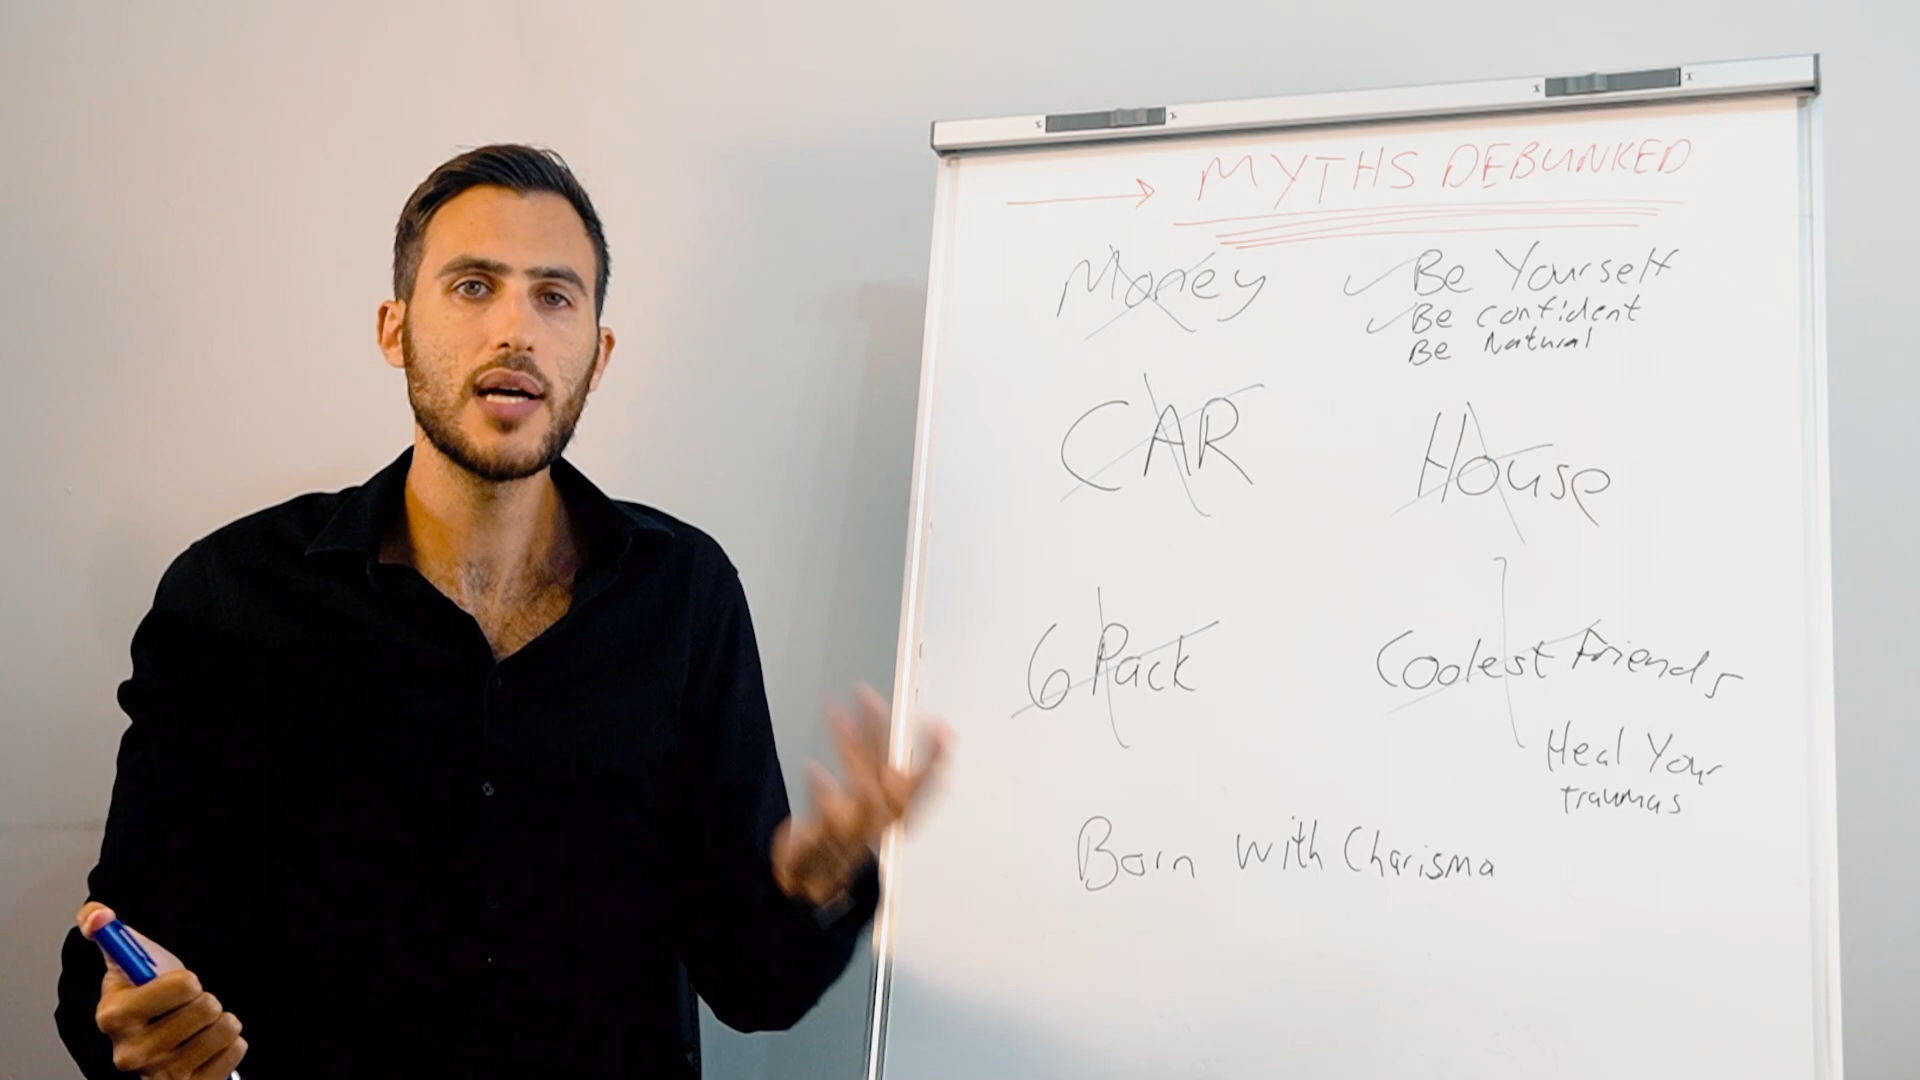 MYTHS DEBUNKED
Money
Be Yourself
Be confident
Be Natural
CAR
House
6 Pack
Coolest Friends
Heal Your
traumas
Born With Charisma